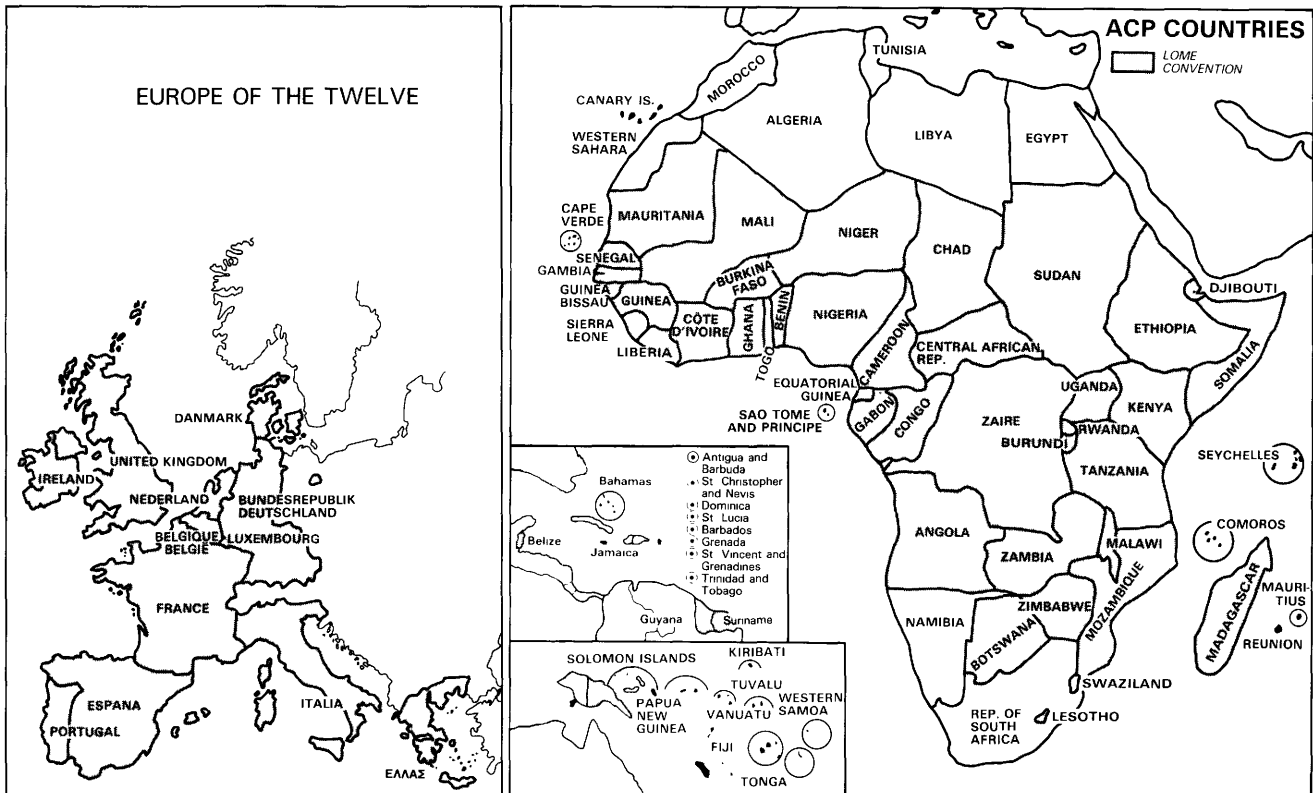 EUROPE OF THE TWELVE
DANMARK
UNITED KINGDOM
IRELAND
NEDERLAND
BUNDESREPUBLIK
DEUTSCHLAND
BELGIQUE
BELGIË
LUXEMBOURG
FRANCE
ESPANA
PORTUGAL
ITALIA
ΕΛΛΑΣ
ACP COUNTRIES
LOME
CONVENTION
TUNISIA
MOROCCO
CANARY IS.
ALGERIA
LIBYA
EGYPT
WESTERN
SAHARA
CAPE
VERDE
MAURITANIA
MALI
NIGER
CHAD
SUDAN
SENEGAL
GAMBIA
GUINEA
BISSAU
GUINEA
BURKINA
FASO
SIERRA
LEONE
LIBERIA
CÔTE
D'IVOIRE
GHANA
TOGO
BENIN
NIGERIA
CAMEROON
CENTRAL AFRICAN
REP.
DJIBOUTI
ETHIOPIA
SOMALIA
EQUATORIAL
GUINEA
SAO TOME
AND PRINCIPE
GABON
CONGO
ZAIRE
UGANDA
KENYA
RWANDA
BURUNDI
TANZANIA
SEYCHELLES
ANGOLA
ZAMBIA
MALAWI
COMOROS
MOZAMBIQUE
MADAGASCAR
MAURI-
TIUS
REUNION
NAMIBIA
BOTSWANA
ZIMBABWE
SWAZILAND
LESOTHO
REP. OF
SOUTH
AFRICA
Bahamas
Belize
Jamaica
Guyana
Suriname
Antigua and
Barbuda
St Christopher
and Nevis
Dominica
St Lucia
Barbados
Grenada
St Vincent and
Grenadines
Trinidad and
Tobago
SOLOMON ISLANDS
KIRIBATI
TUVALU
PAPUA
NEW
GUINEA
VANUATU
WESTERN
SAMOA
FIJI
TONGA